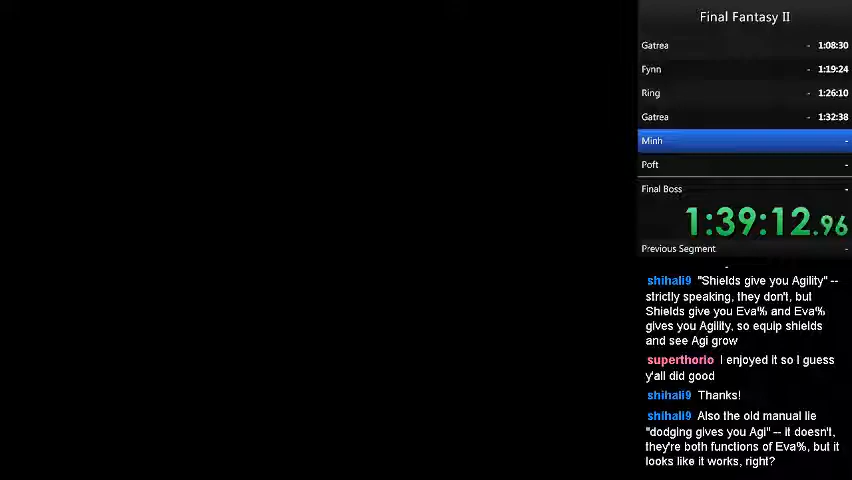 Final Fantasy II
Gatrea - 1:08:30
Fynn - 1:19:24
Ring - 1:26:10
Gatrea - 1:32:38
Minh -
Poft -
Final Boss -
1:39:12.96
Previous Segment -
-
shihali9 "Shields give you Agility" --
strictly speaking, they don't, but
Shields give you Eva% and Eva%
gives you Agility, so equip shields
and see Agi grow
superthorio I enjoyed it so I guess
y'all did good
shihali9 Thanks!
shihali9 Also the old manual lie
"dodging gives you Agi" -- it doesn't,
they're both functions of Eva%, but it
looks like it works, right?